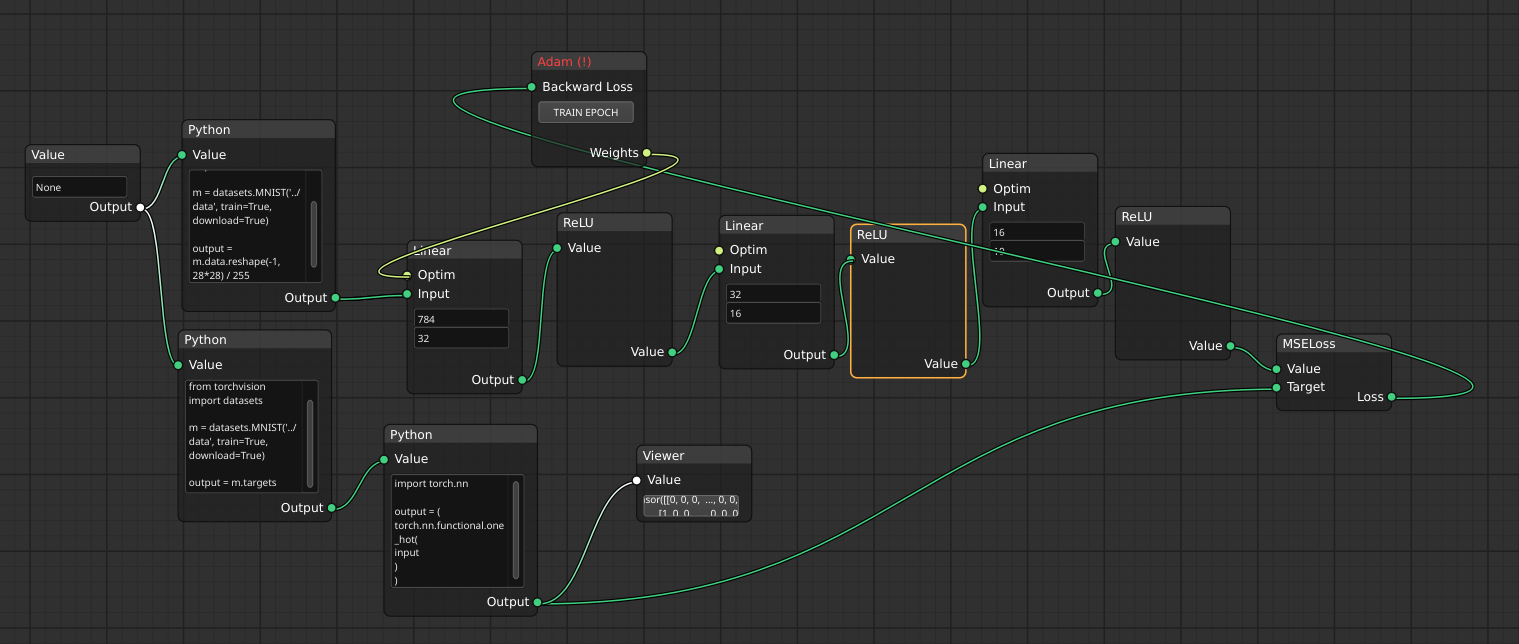 Adam (!)
Backward Loss
TRAIN EPOCH
Weights
Value
None
Output
Python
Value
m = datasets.MNIST('../
data', train=True,
download=True)
output =
m.data.reshape(-1,
28*28) / 255
Output
Python
Value
from torchvision
import datasets
m = datasets.MNIST('../
data', train=True,
download=True)
output = m.targets
Output
Linear
Optim
Input
784
32
Output
ReLU
Value
Value
Linear
Optim
Input
32
16
Output
ReLU
Value
Value
Linear
Optim
Input
16
Output
ReLU
Value
Value
MSELoss
Value
Target
Loss
Python
Value
import torch.nn
output = (
torch.nn.functional.one
_hot(
input
)
)
Output
Viewer
Value
sor([[0, 0, 0, ..., 0, 0,
[1, 0, 0, 0, 0, 0